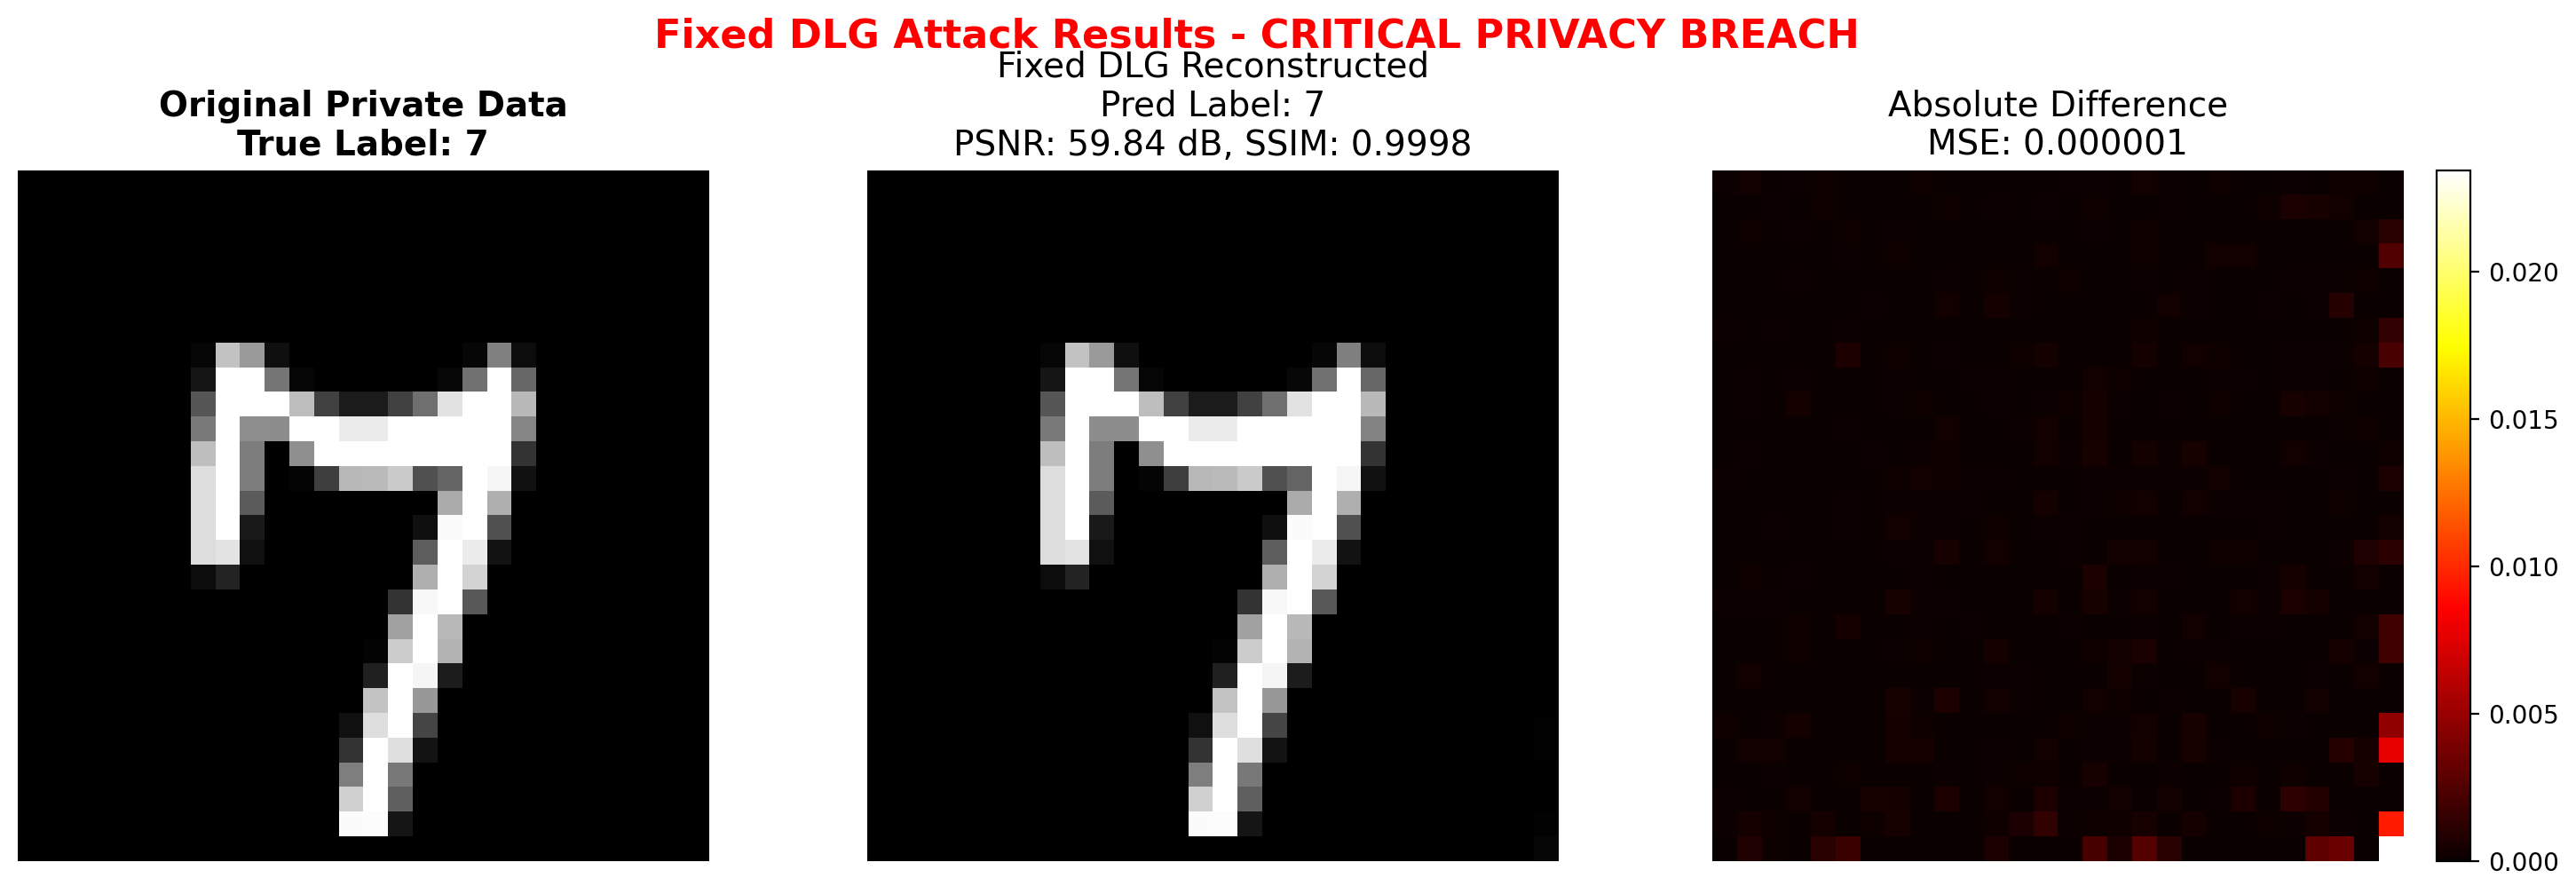 Fixed DLG Attack Results - CRITICAL PRIVACY BREACH
Original Private Data
True Label: 7
Fixed DLG Reconstructed
Pred Label: 7
PSNR: 59.84 dB, SSIM: 0.9998
Absolute Difference
MSE: 0.000001
7
7
0.020
0.015
0.010
0.005
0.000